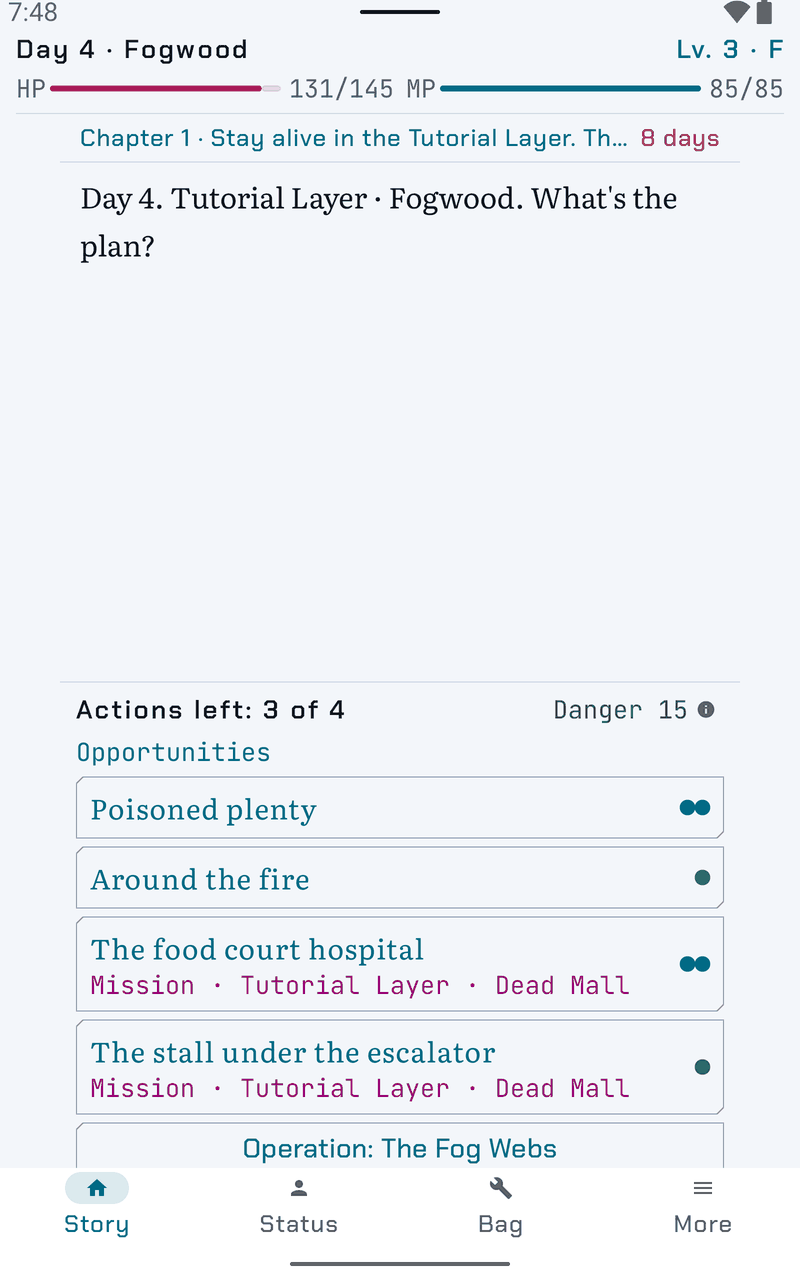 7:48
Day 4 · Fogwood
Lv. 3 · F
HP 131/145 MP 85/85
Chapter 1 · Stay alive in the Tutorial Layer. Th… 8 days
Day 4. Tutorial Layer · Fogwood. What's the
plan?
Actions left: 3 of 4
Danger 15
Opportunities
Poisoned plenty
Around the fire
The food court hospital
Mission · Tutorial Layer · Dead Mall
The stall under the escalator
Mission · Tutorial Layer · Dead Mall
Operation: The Fog Webs
Story
Status
Bag
More